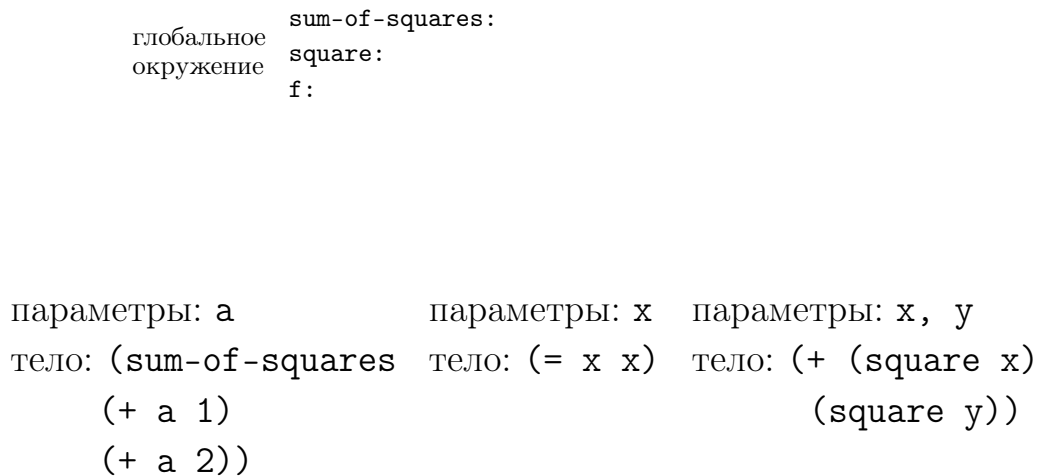 глобальное
окружение
sum-of-squares:
square:
f:
параметры: a
тело: (sum-of-squares
(+ a 1)
(+ a 2))
параметры: x
тело: (= x x)
параметры: x, y
тело: (+ (square x)
(square y))